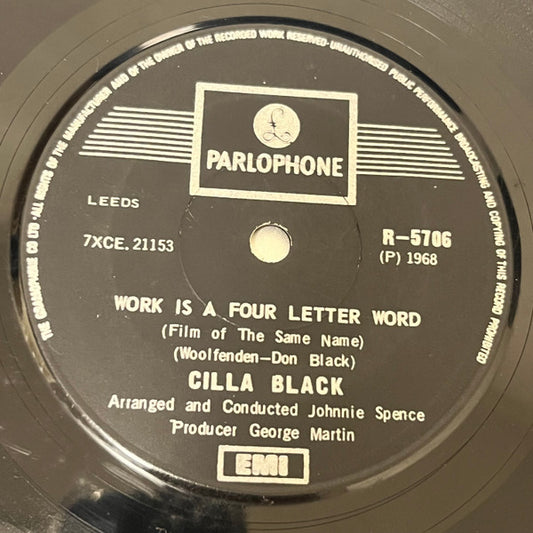 THE GRAMOPHONE CO LTD · ALL RIGHTS OF THE MANUFACTURER AND OF THE OWNER OF THE RECORDED WORK RESERVED-UNAUTHORISED PUBLIC PERFORMANCE BROADCASTING AND COPYING OF THIS RECORD PROHIBITED
£
PARLOPHONE
LEEDS
7XCE. 21153
R-5706
(P) 1968
WORK IS A FOUR LETTER WORD
(Film of The Same Name)
(Woolfenden-Don Black)
CILLA BLACK
Arranged and Conducted Johnnie Spence
Producer George Martin
EMI